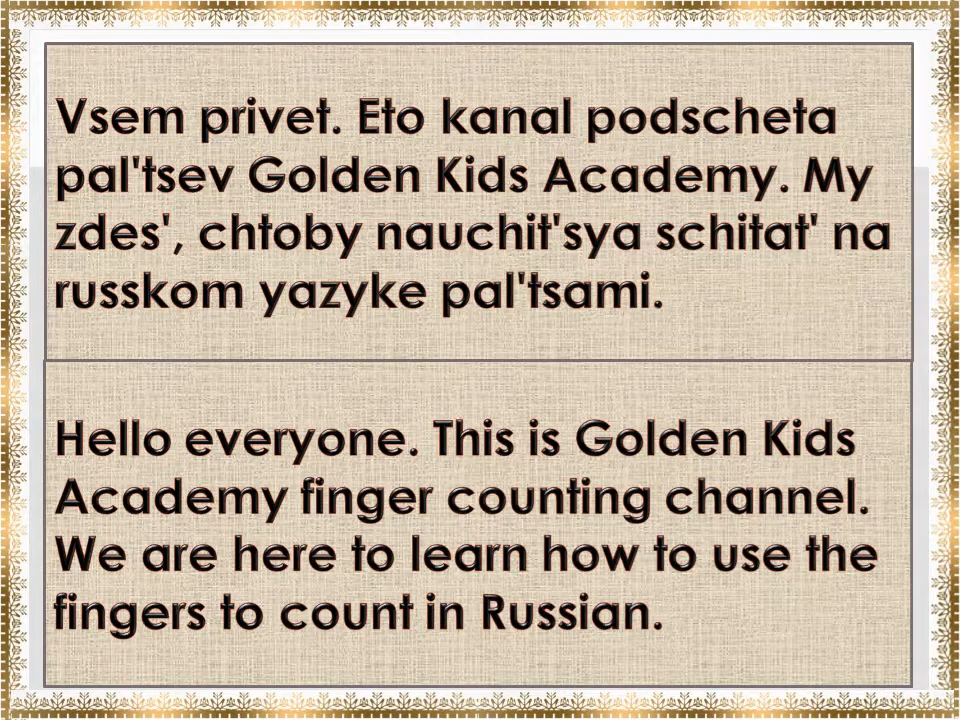 Vsem privet. Eto kanal podscheta
pal'tsev Golden Kids Academy. My
zdes', chtoby nauchit'sya schitat' na
russkom yazyke pal'tsami.
Hello everyone. This is Golden Kids
Academy finger counting channel.
We are here to learn how to use the
fingers to count in Russian.